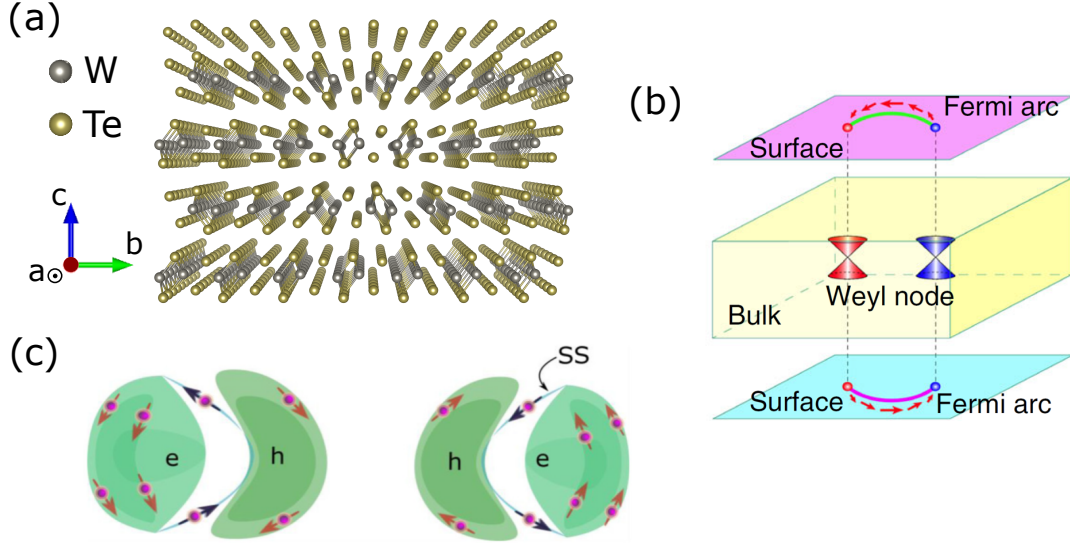 (a)
W
Te
c
b
a
(b)
Fermi arc
Surface
Weyl node
Bulk
Surface
Fermi arc
(c)
SS
e
h
h
e